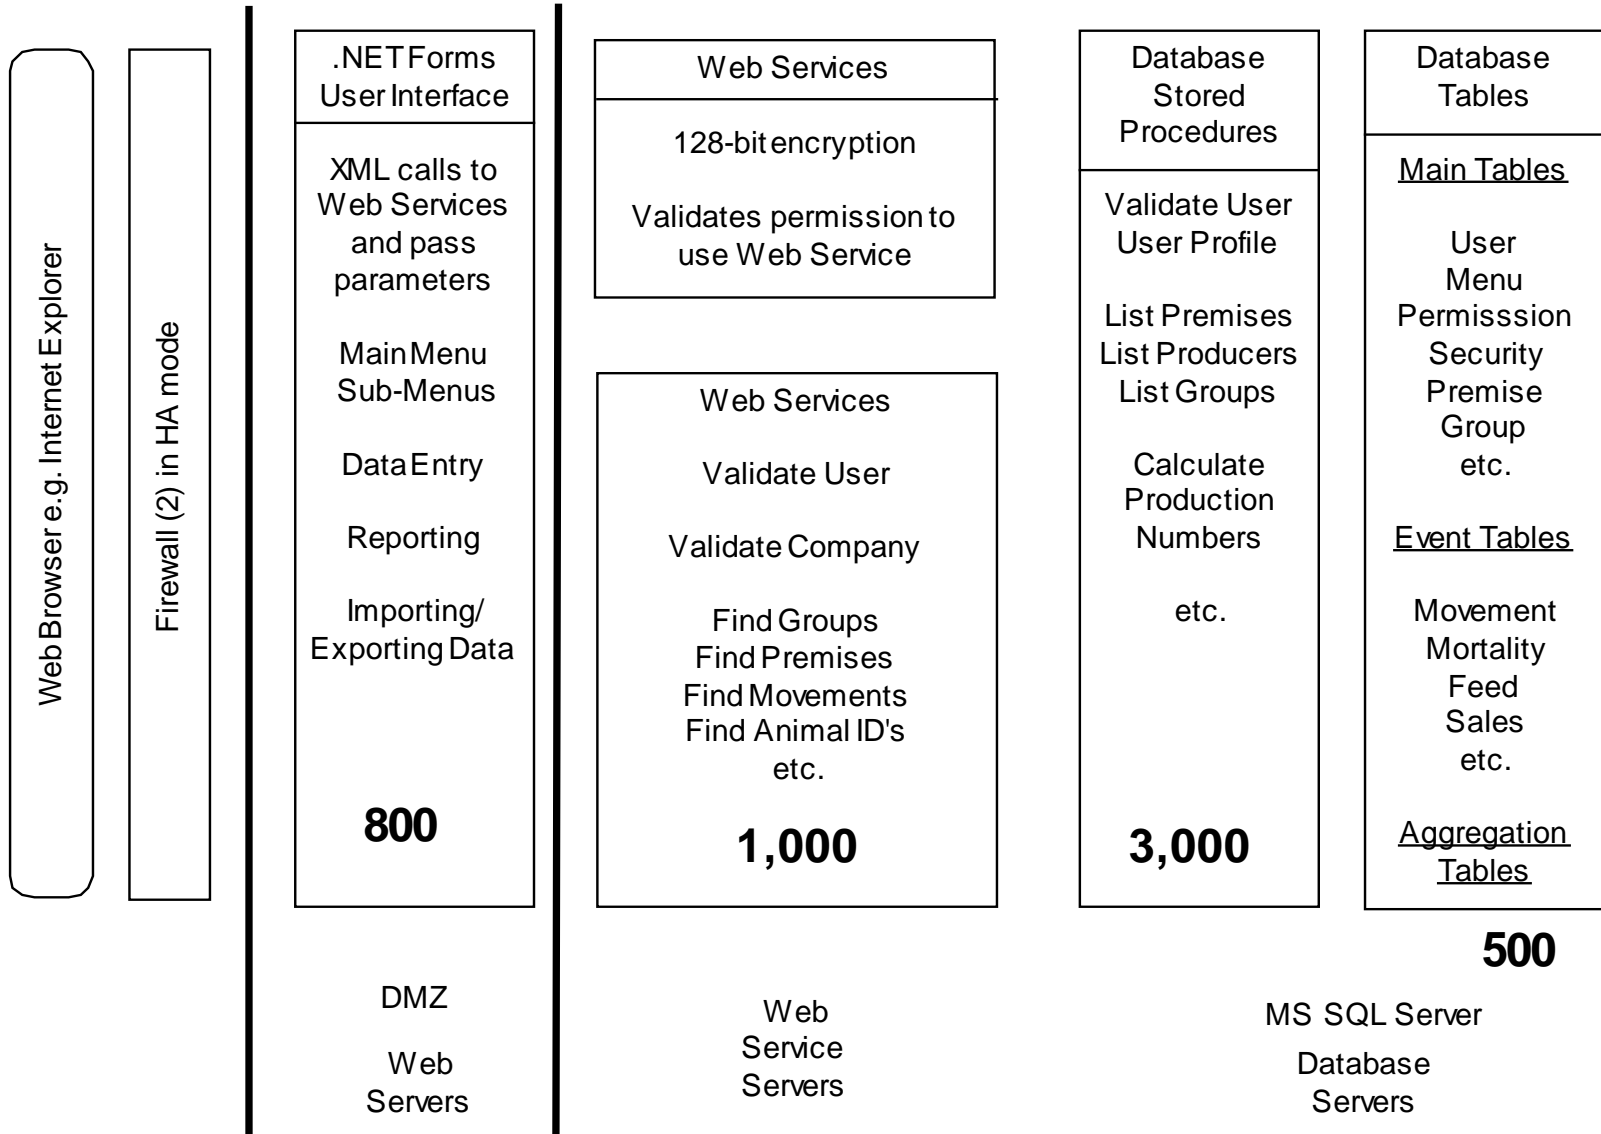 Web Browser e.g. Internet Explorer
Firewall (2) in HA mode
.NET Forms
User Interface
XML calls to
Web Services
and pass
parameters
Main Menu
Sub-Menus
Data Entry
Reporting
Importing/
Exporting Data
800
DMZ
Web
Servers
Web Services
128-bit encryption
Validates permission to
use Web Service
Web Services
Validate User
Validate Company
Find Groups
Find Premises
Find Movements
Find Animal ID's
etc.
1,000
Web
Service
Servers
Database
Stored
Procedures
Validate User
User Profile
List Premises
List Producers
List Groups
Calculate
Production
Numbers
etc.
3,000
Database
Tables
Main Tables
User
Menu
Permisssion
Security
Premise
Group
etc.
Event Tables
Movement
Mortality
Feed
Sales
etc.
Aggregation
Tables
500
MS SQL Server
Database
Servers